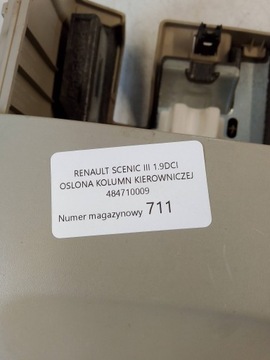 RENAULT SCENIC III 1.9DCI
OSLONA KOLUMN KIEROWNICZEJ
484710009
Numer magazynowy 711